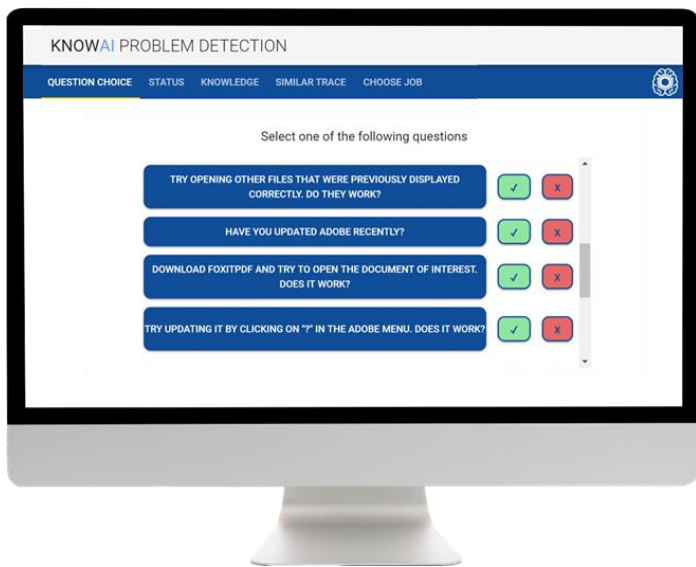 KNOWAI PROBLEM DETECTION
QUESTION CHOICE STATUS KNOWLEDGE SIMILAR TRACE CHOOSE JOB
Select one of the following questions
TRY OPENING OTHER FILES THAT WERE PREVIOUSLY DISPLAYED
CORRECTLY. DO THEY WORK?
✓ X
HAVE YOU UPDATED ADOBE RECENTLY?
✓ X
DOWNLOAD FOXITPDF AND TRY TO OPEN THE DOCUMENT OF INTEREST.
DOES IT WORK?
✓ X
TRY UPDATING IT BY CLICKING ON "?" IN THE ADOBE MENU. DOES IT WORK?
✓ X